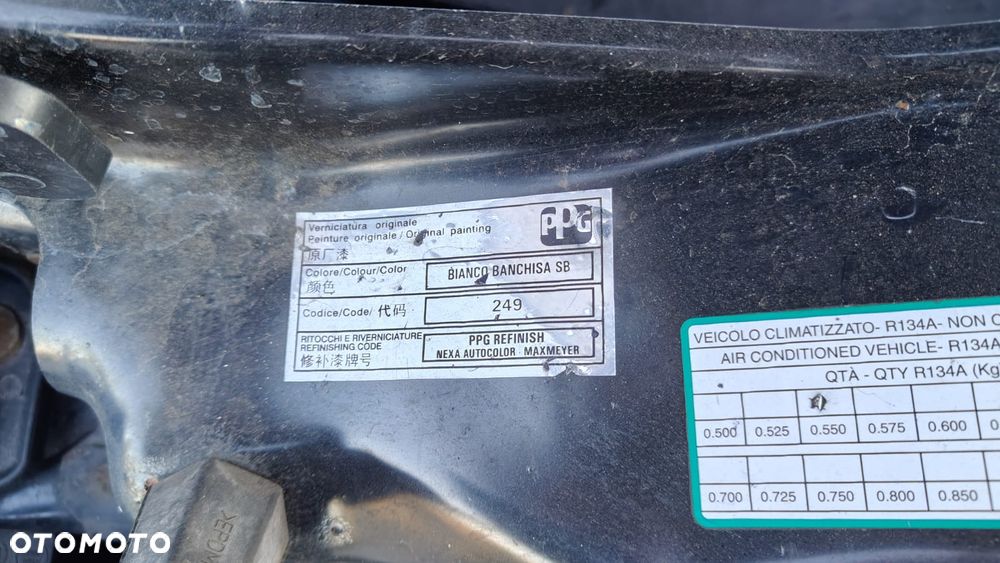 Verniciatura originale
Peinture originale / Original painting
原厂漆
PPG
Colore/Colour/Color
颜色
BIANCO BANCHISA SB
Codice/Code/ 代码
249
RITOCCHI E RIVERNICIATURE
REFINISHING CODE
修补漆牌号
PPG REFINISH
NEXA AUTOCOLOR - MAXMEYER
VEICOLO CLIMATIZZATO- R134A- NON
AIR CONDITIONED VEHICLE- R134A
QTÀ - QTY R134A (Kg
0.500 0.525 0.550 0.575 0.600
0.700 0.725 0.750 0.800 0.850
>EPDM
OTOMOTO